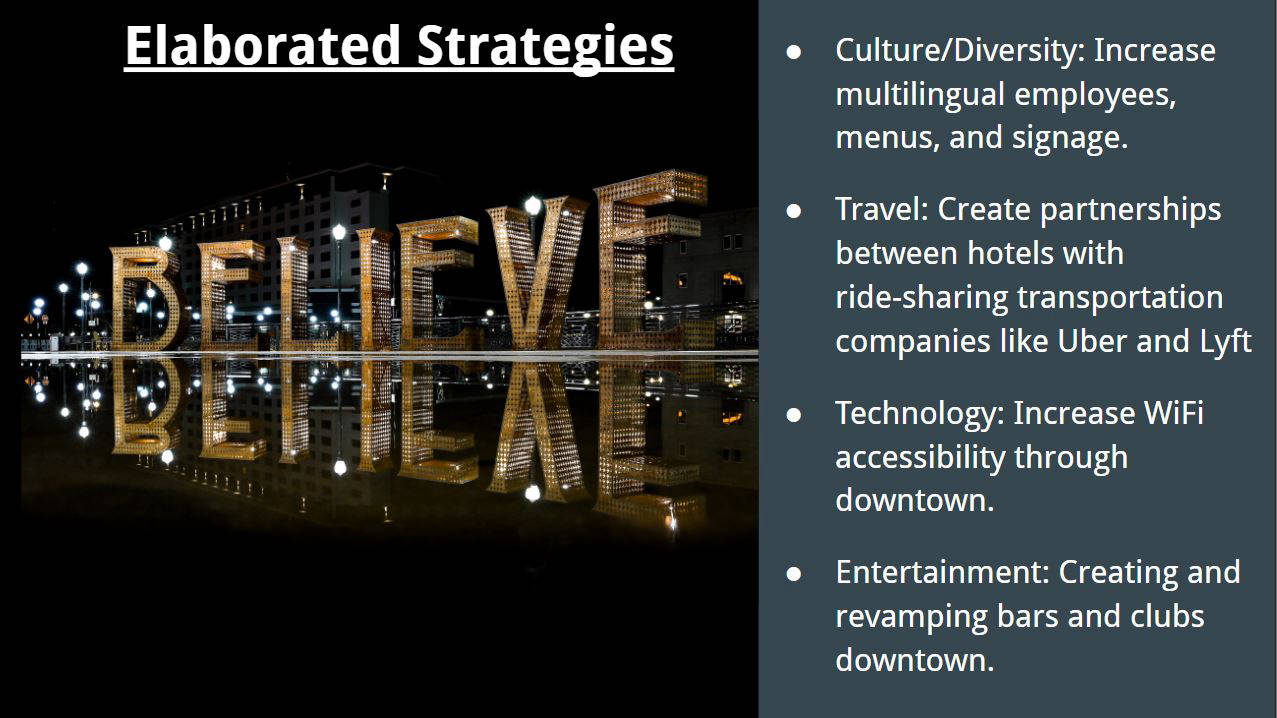 Elaborated Strategies
BELIEVE
● Culture/Diversity: Increase
multilingual employees,
menus, and signage.
● Travel: Create partnerships
between hotels with
ride-sharing transportation
companies like Uber and Lyft
● Technology: Increase WiFi
accessibility through
downtown.
● Entertainment: Creating and
revamping bars and clubs
downtown.